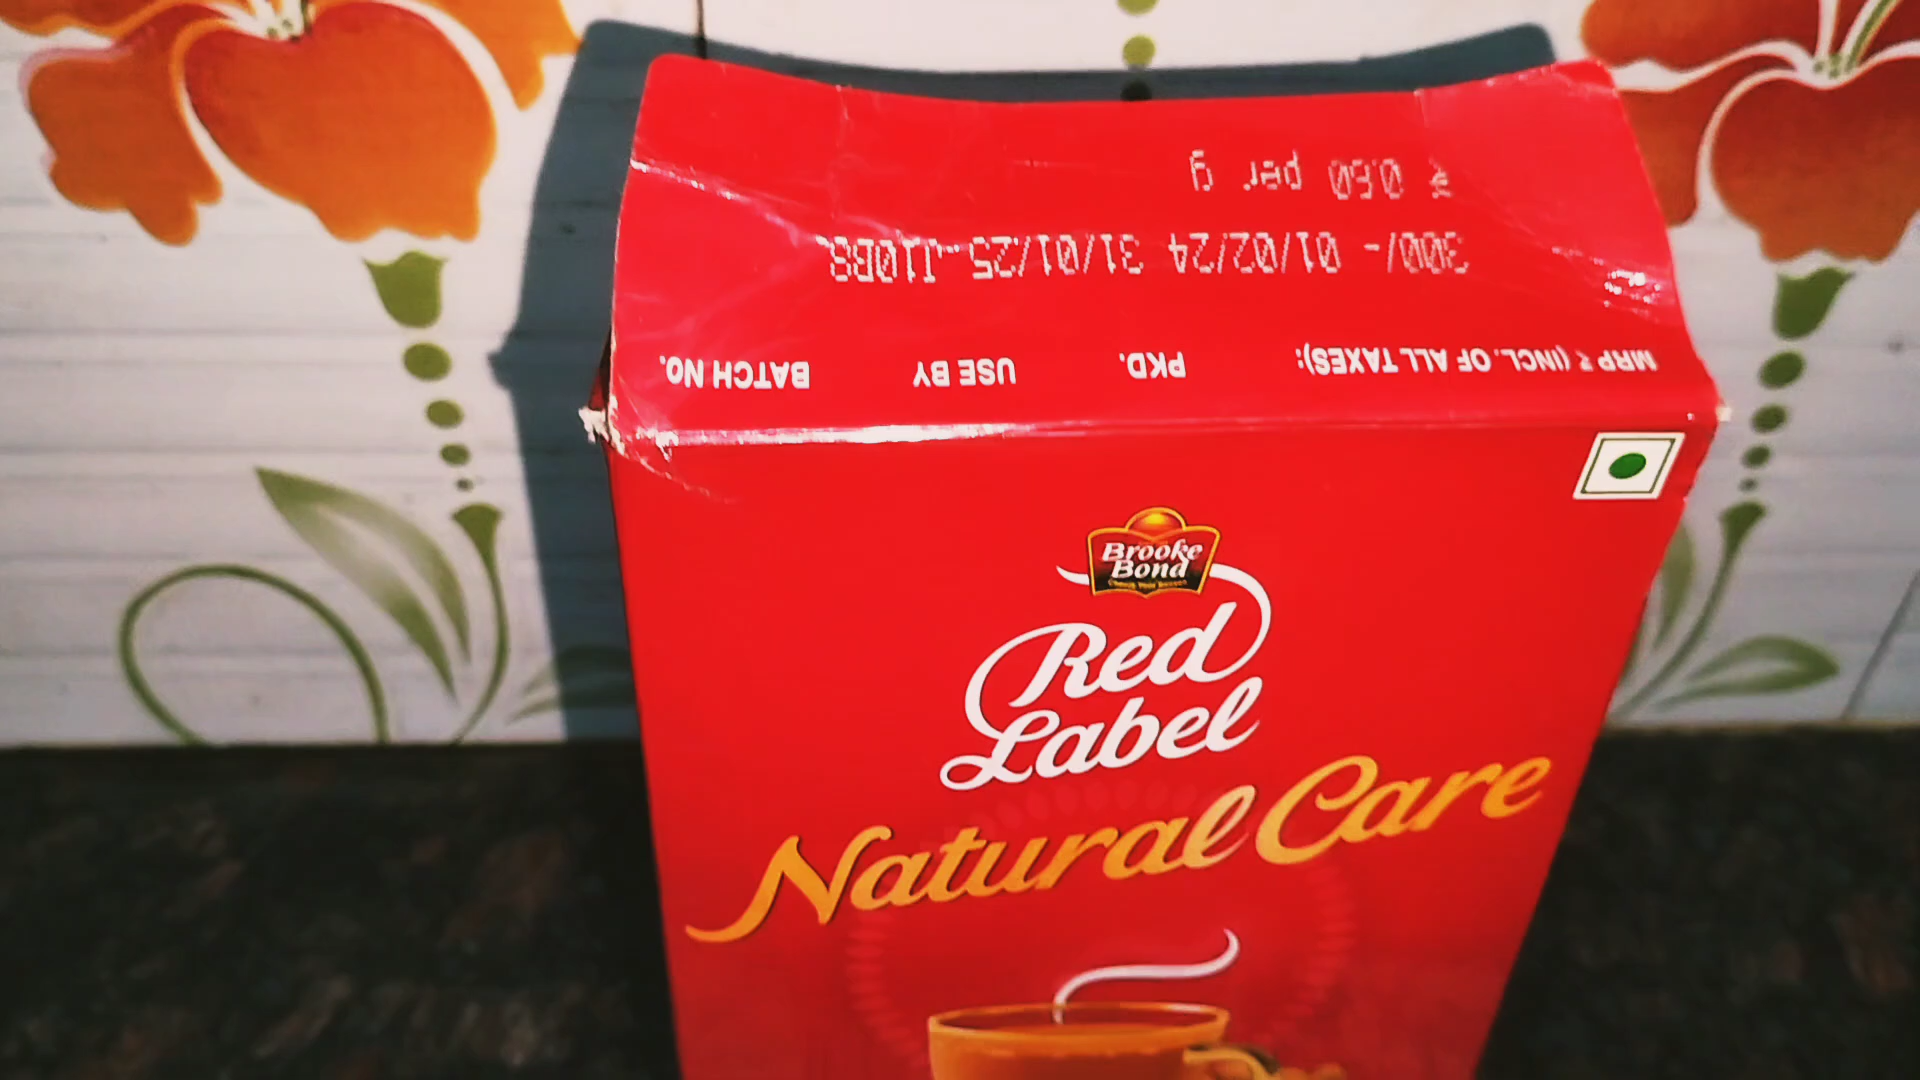 MRP ₹ (INCL. OF ALL TAXES): PKD. USE BY BATCH NO.
300/- 01/02/24 31/01/25 J10BS
₹ 0.60 per g
Brooke
Bond
Red
Label
Natural Care